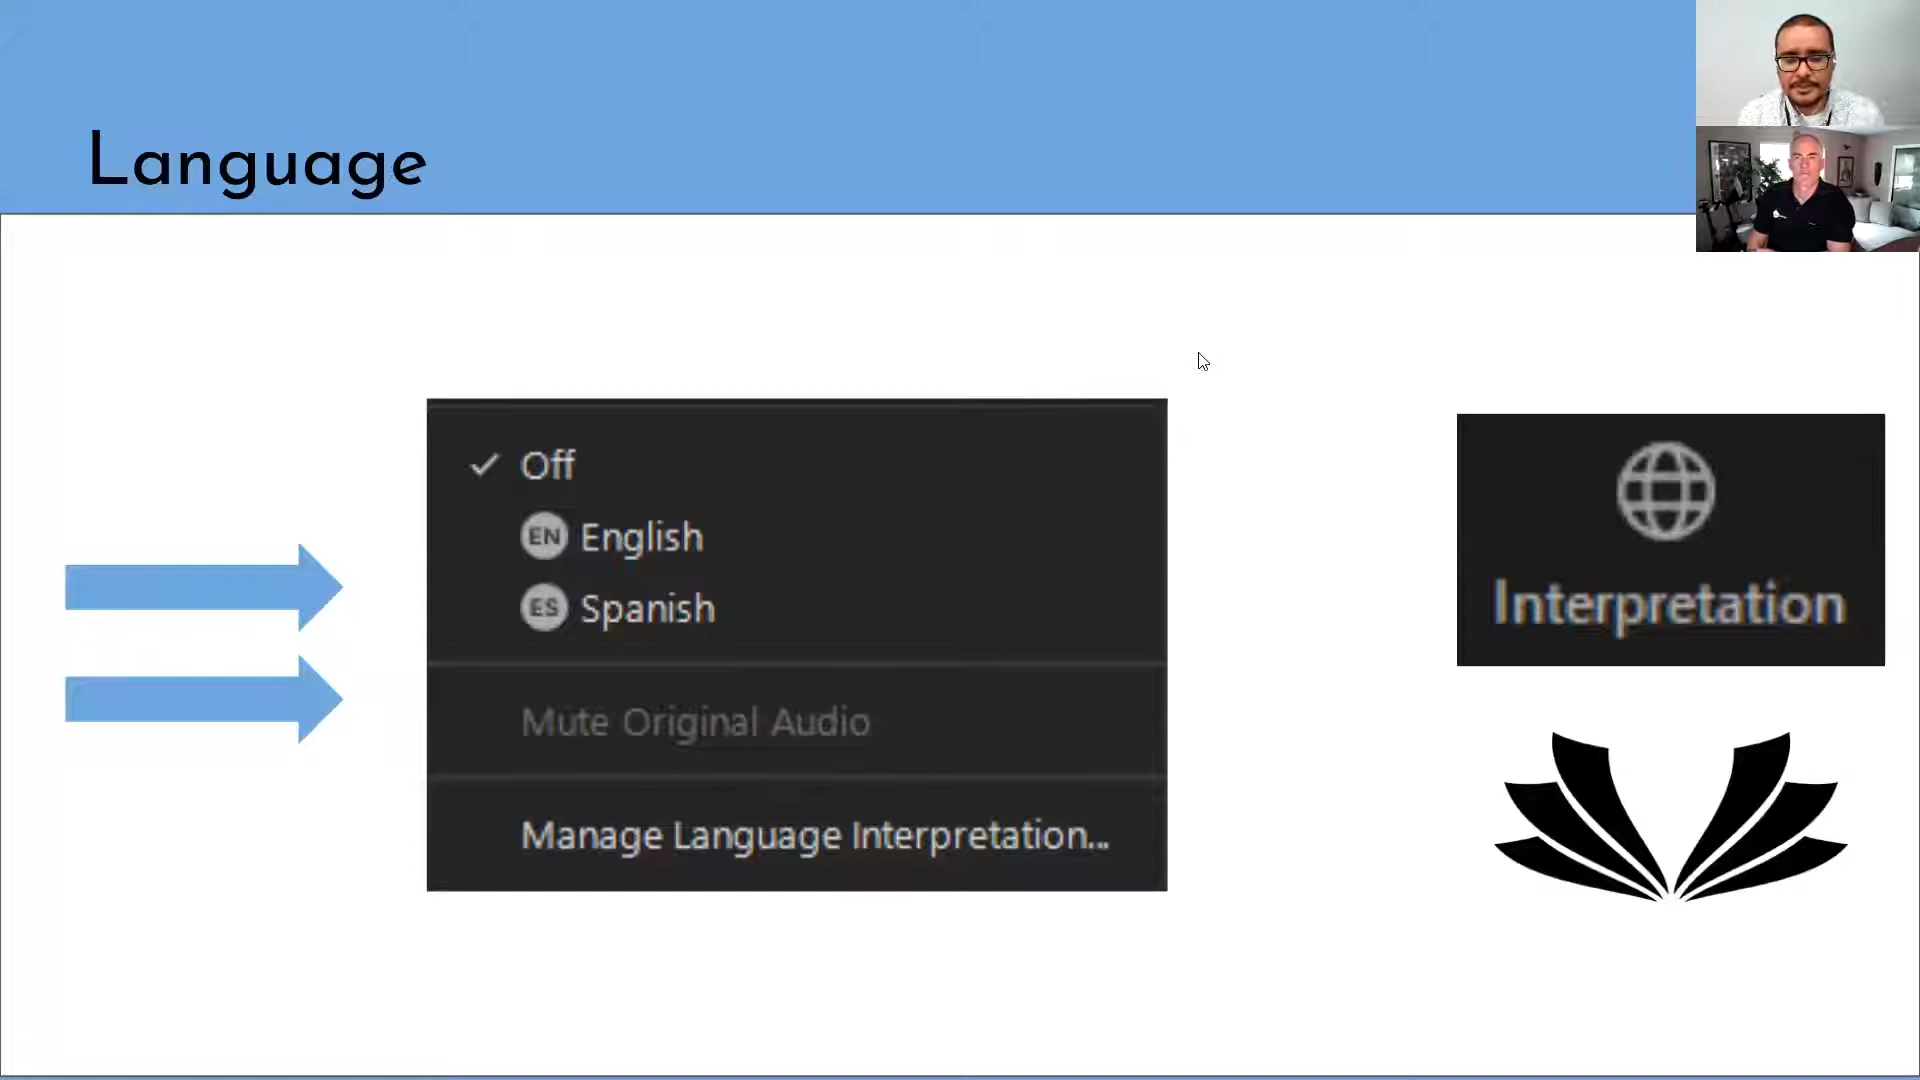 Language
Off
EN English
ES Spanish
Mute Original Audio
Manage Language Interpretation...
Interpretation